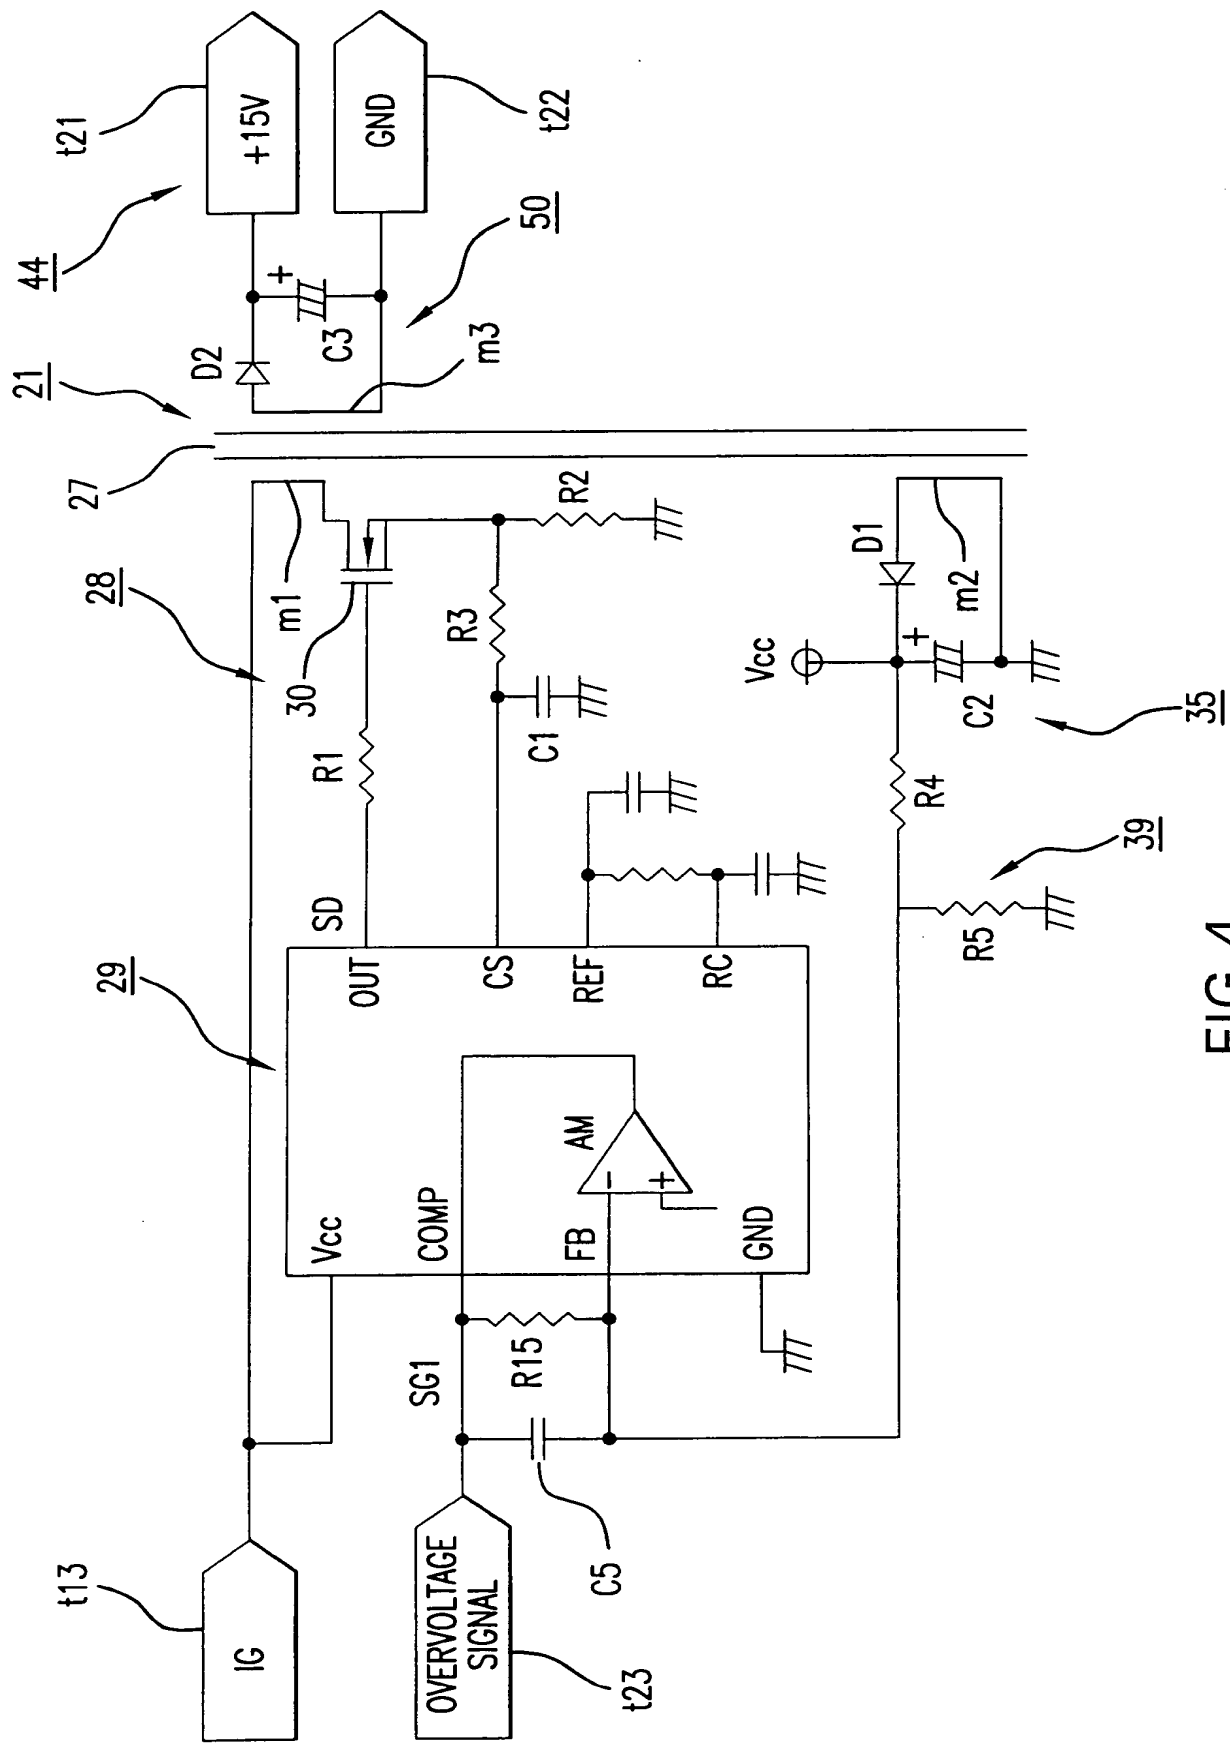 t13
IG
OVERVOLTAGE
SIGNAL
t23
C5
SG1
R15
29
Vcc
COMP
FB
GND
AM
OUT
CS
REF
RC
SD
R1
30
28
m1
R3
C1
R2
27
21
D2
C3
+
m3
50
44
t21
+15V
GND
t22
Vcc
D1
+
m2
C2
35
R4
R5
39
-
+